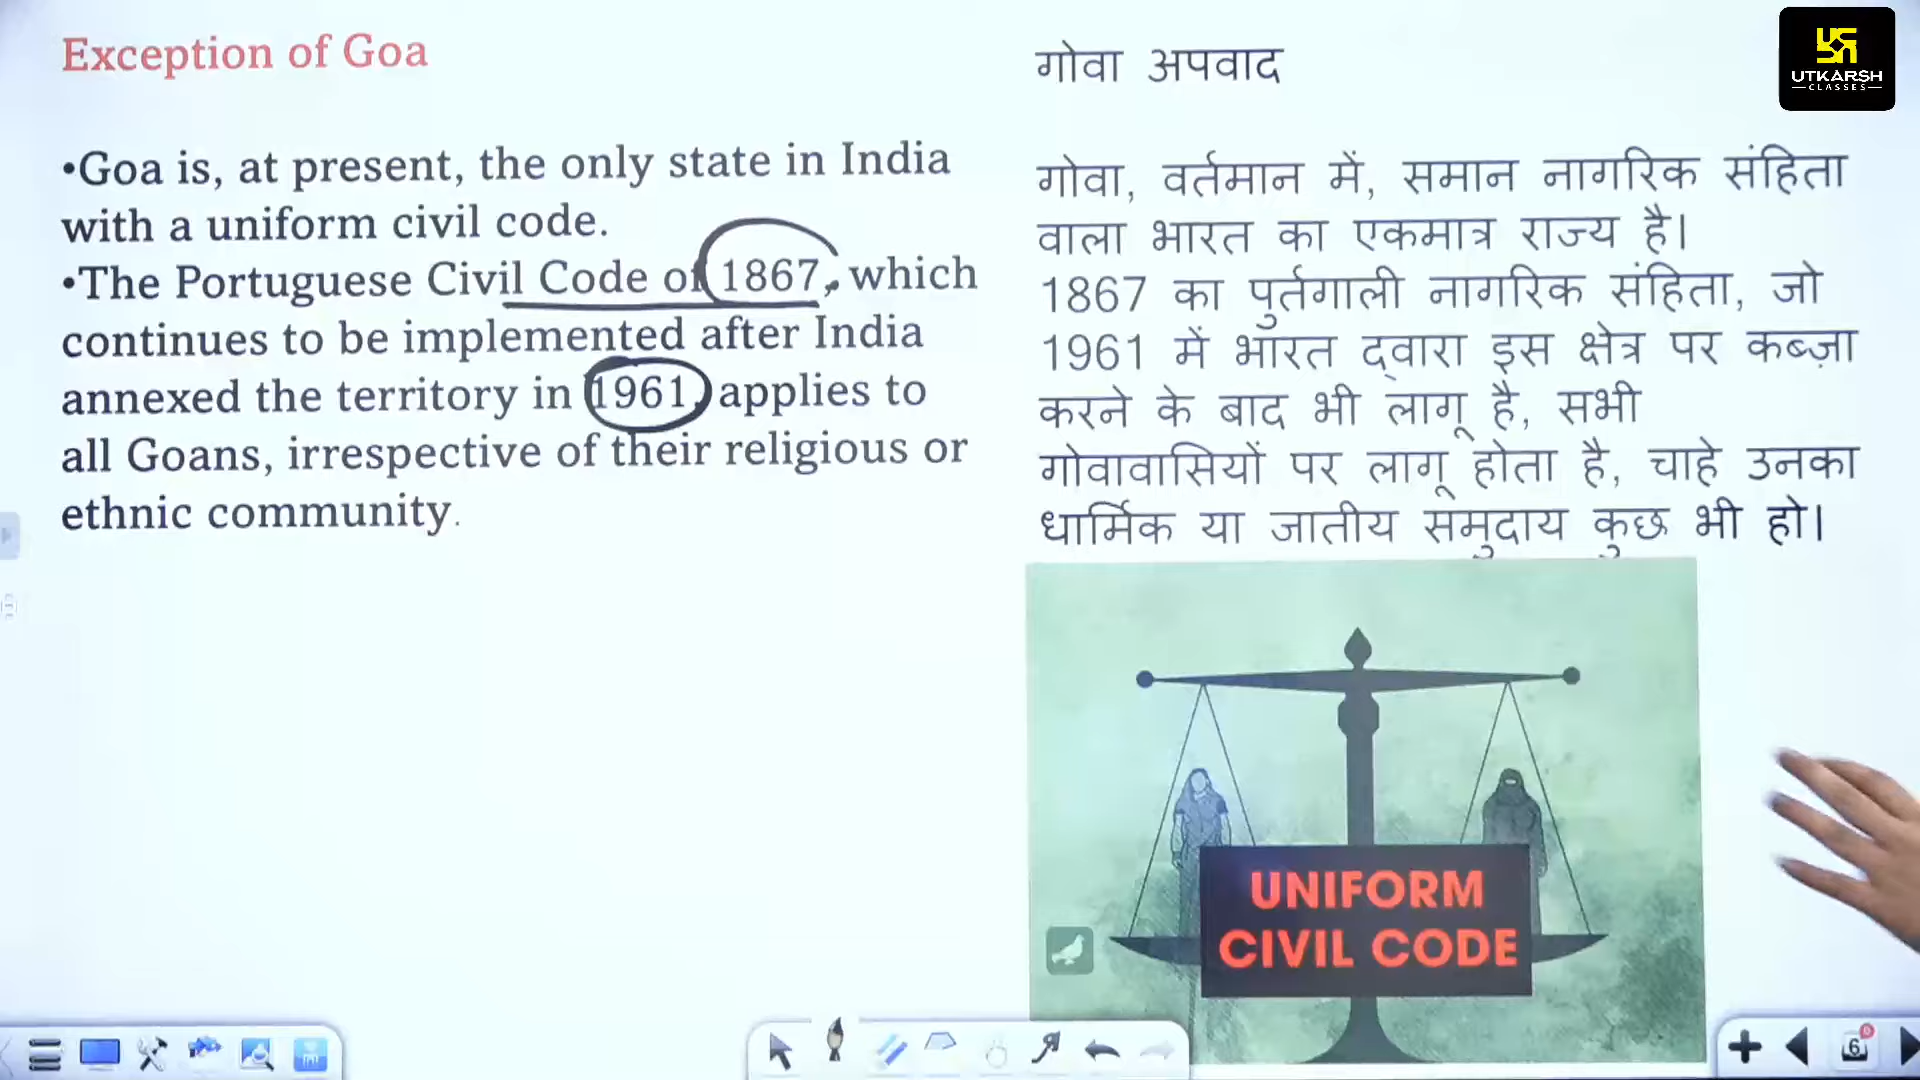 Exception of Goa
•Goa is, at present, the only state in India
with a uniform civil code.
•The Portuguese Civil Code of 1867, which
continues to be implemented after India
annexed the territory in 1961, applies to
all Goans, irrespective of their religious or
ethnic community.
गोवा अपवाद
गोवा, वर्तमान में, समान नागरिक संहिता
वाला भारत का एकमात्र राज्य है।
1867 का पुर्तगाली नागरिक संहिता, जो
1961 में भारत द्वारा इस क्षेत्र पर कब्ज़ा
करने के बाद भी लागू है, सभी
गोवावासियों पर लागू होता है, चाहे उनका
धार्मिक या जातीय समुदाय कुछ भी हो।
UNIFORM
CIVIL CODE
UTKARSH
CLASSES
6
0